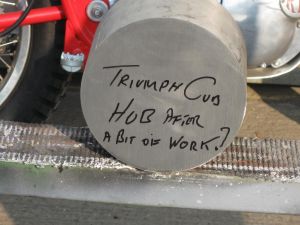 TRIUMPH CUB
HUB AFTER
A BIT OF WORK.?